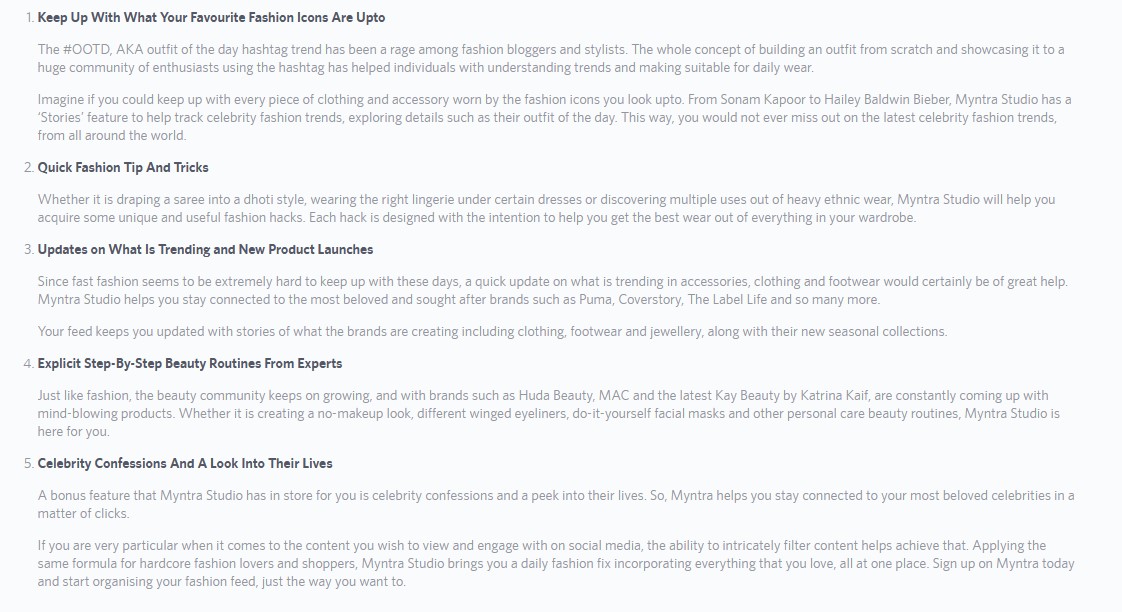 1. Keep Up With What Your Favourite Fashion Icons Are Upto
The #OOTD, AKA outfit of the day hashtag trend has been a rage among fashion bloggers and stylists. The whole concept of building an outfit from scratch and showcasing it to a
huge community of enthusiasts using the hashtag has helped individuals with understanding trends and making suitable for daily wear.
Imagine if you could keep up with every piece of clothing and accessory worn by the fashion icons you look upto. From Sonam Kapoor to Hailey Baldwin Bieber, Myntra Studio has a
‘Stories’ feature to help track celebrity fashion trends, exploring details such as their outfit of the day. This way, you would not ever miss out on the latest celebrity fashion trends,
from all around the world.
2. Quick Fashion Tip And Tricks
Whether it is draping a saree into a dhoti style, wearing the right lingerie under certain dresses or discovering multiple uses out of heavy ethnic wear, Myntra Studio will help you
acquire some unique and useful fashion hacks. Each hack is designed with the intention to help you get the best wear out of everything in your wardrobe.
3. Updates on What Is Trending and New Product Launches
Since fast fashion seems to be extremely hard to keep up with these days, a quick update on what is trending in accessories, clothing and footwear would certainly be of great help.
Myntra Studio helps you stay connected to the most beloved and sought after brands such as Puma, Coverstory, The Label Life and so many more.
Your feed keeps you updated with stories of what the brands are creating including clothing, footwear and jewellery, along with their new seasonal collections.
4. Explicit Step-By-Step Beauty Routines From Experts
Just like fashion, the beauty community keeps on growing, and with brands such as Huda Beauty, MAC and the latest Kay Beauty by Katrina Kaif, are constantly coming up with
mind-blowing products. Whether it is creating a no-makeup look, different winged eyeliners, do-it-yourself facial masks and other personal care beauty routines, Myntra Studio is
here for you.
5. Celebrity Confessions And A Look Into Their Lives
A bonus feature that Myntra Studio has in store for you is celebrity confessions and a peek into their lives. So, Myntra helps you stay connected to your most beloved celebrities in a
matter of clicks.
If you are very particular when it comes to the content you wish to view and engage with on social media, the ability to intricately filter content helps achieve that. Applying the
same formula for hardcore fashion lovers and shoppers, Myntra Studio brings you a daily fashion fix incorporating everything that you love, all at one place. Sign up on Myntra today
and start organising your fashion feed, just the way you want to.